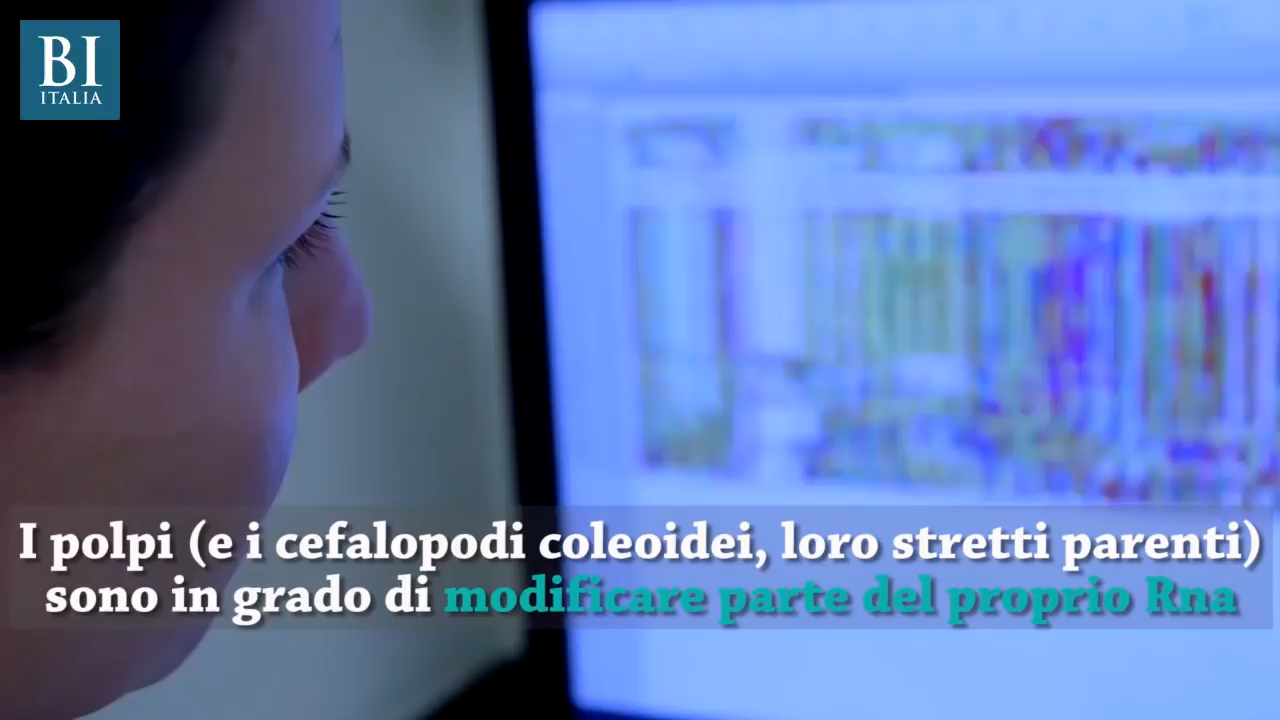 BI
ITALIA
I polpi (e i cefalopodi coleoidei, loro stretti parenti)
sono in grado di modificare parte del proprio Rna